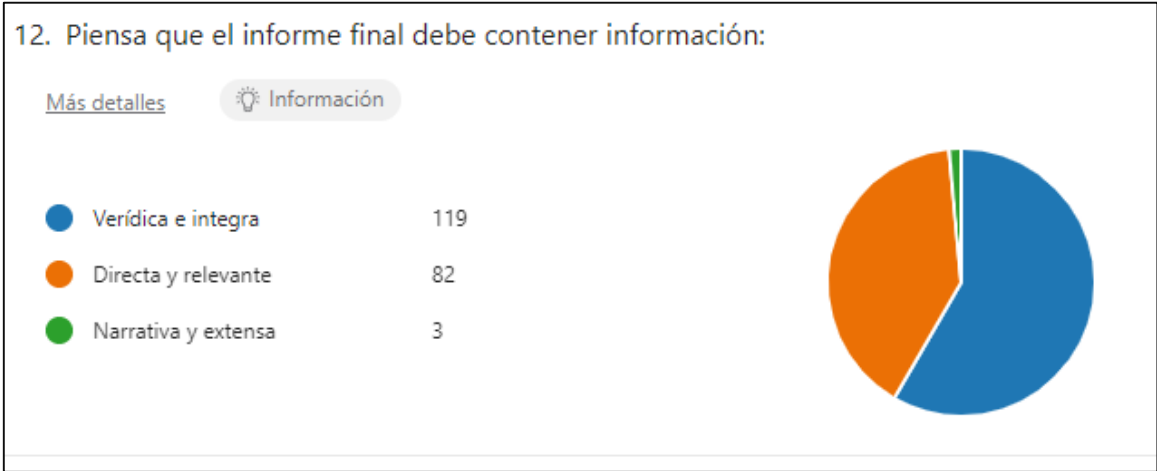 12. Piensa que el informe final debe contener información:
Más detalles
Información
Verídica e integra 119
Directa y relevante 82
Narrativa y extensa 3